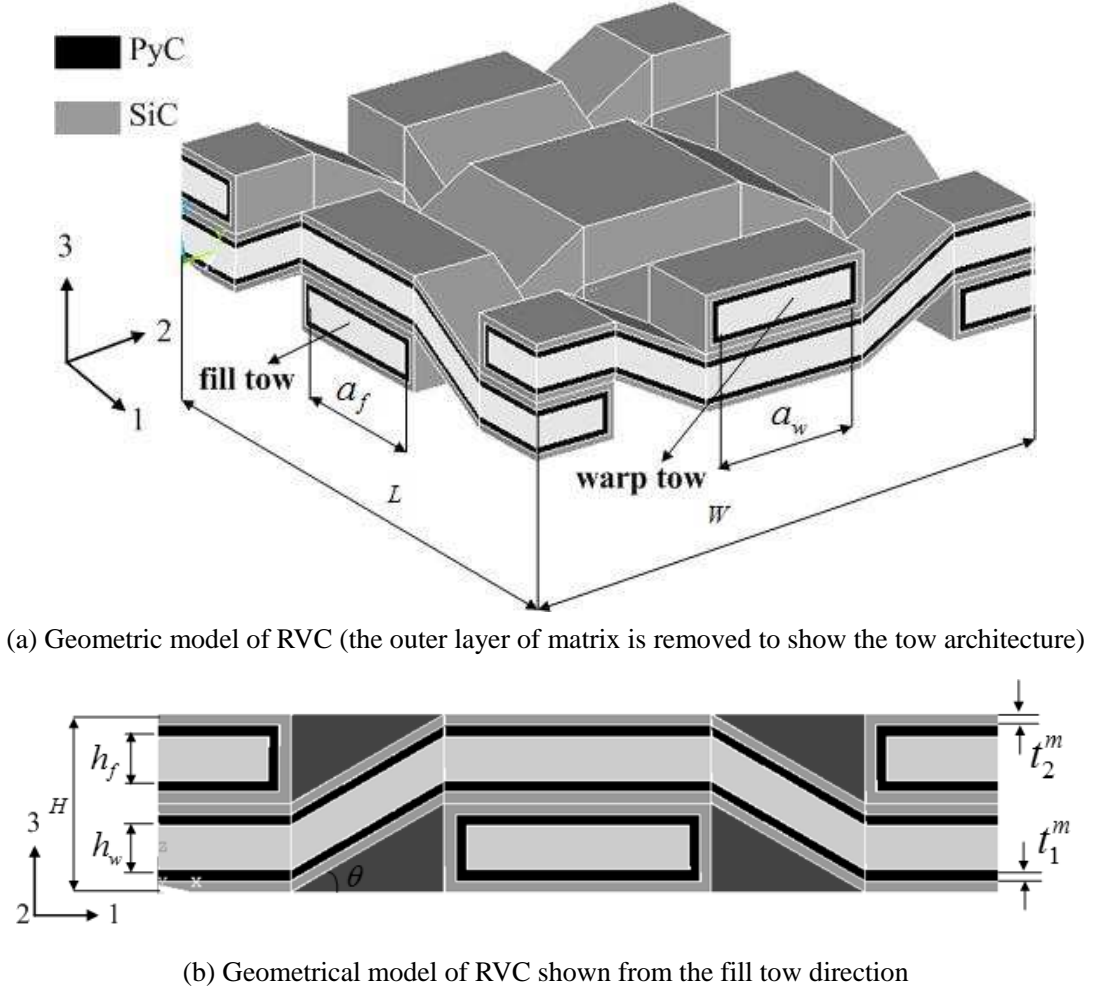 PyC
SiC
3
2
1
fill tow
a_f
a_w
warp tow
L
W
(a) Geometric model of RVC (the outer layer of matrix is removed to show the tow architecture)
h_f
H
3
h_w
z
θ
x
2
1
t_2^m
t_1^m
(b) Geometrical model of RVC shown from the fill tow direction